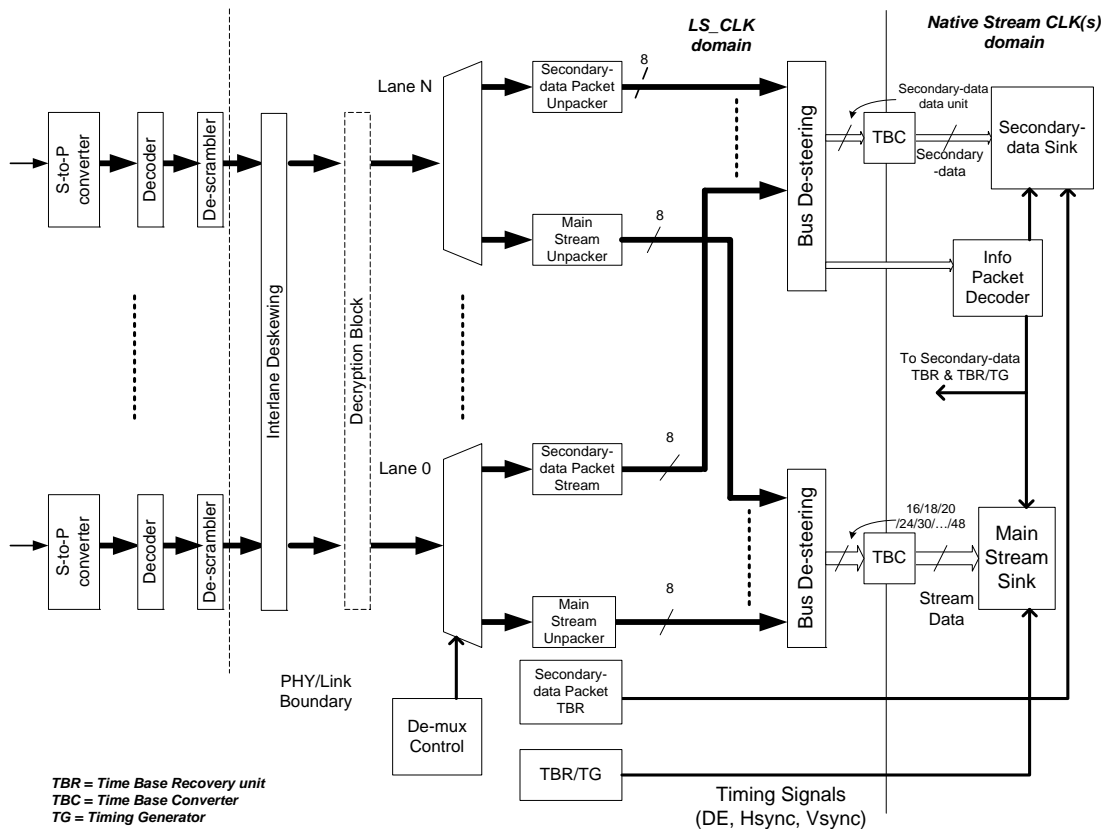 LS_CLK
domain
Native Stream CLK(s)
domain
Lane N
Secondary-
data Packet
Unpacker
8
Secondary-data
data unit
S-to-P
converter
Decoder
De-scrambler
Interlane Deskewing
Decryption Block
Bus De-steering
TBC
Secondary
-data
Secondary-
data Sink
Main
Stream
Unpacker
8
Info
Packet
Decoder
To Secondary-data
TBR & TBR/TG
Lane 0
Secondary-
data Packet
Stream
8
S-to-P
converter
Decoder
De-scrambler
Bus De-steering
16/18/20
/24/30/.../48
TBC
Stream
Data
Main
Stream
Sink
Main
Stream
Unpacker
8
PHY/Link
Boundary
De-mux
Control
Secondary-
data Packet
TBR
TBR/TG
Timing Signals
(DE, Hsync, Vsync)
TBR = Time Base Recovery unit
TBC = Time Base Converter
TG = Timing Generator